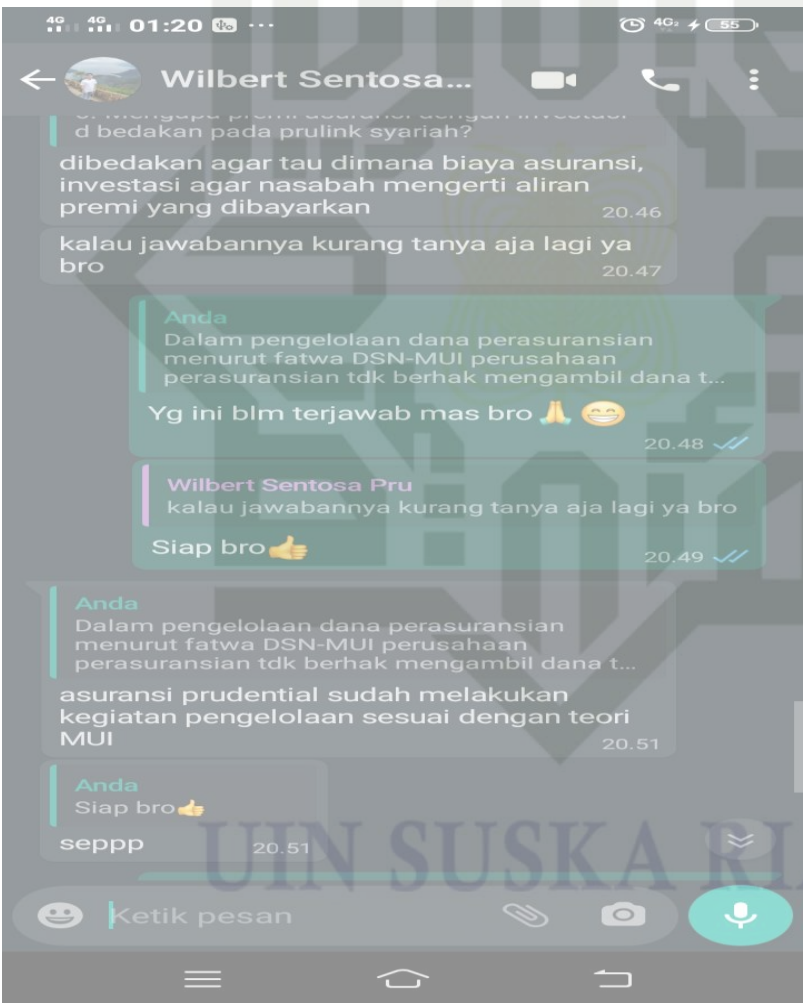 4G 4G 01:20 ... 4G2 55
Wilbert Sentosa...
d bedakan pada prulink syariah?
dibedakan agar tau dimana biaya asuransi,
investasi agar nasabah mengerti aliran
premi yang dibayarkan 20.46
kalau jawabannya kurang tanya aja lagi ya
bro 20.47
Anda
Dalam pengelolaan dana perasuransian
menurut fatwa DSN-MUI perusahaan
perasuransian tdk berhak mengambil dana t...
Yg ini blm terjawab mas bro 🙏 😁
20.48
Wilbert Sentosa Pru
kalau jawabannya kurang tanya aja lagi ya bro
Siap bro👍
20.49
Anda
Dalam pengelolaan dana perasuransian
menurut fatwa DSN-MUI perusahaan
perasuransian tdk berhak mengambil dana t...
asuransi prudential sudah melakukan
kegiatan pengelolaan sesuai dengan teori
MUI 20.51
Anda
Siap bro👍
seppp 20.51
UIN SUSKA RI
Ketik pesan